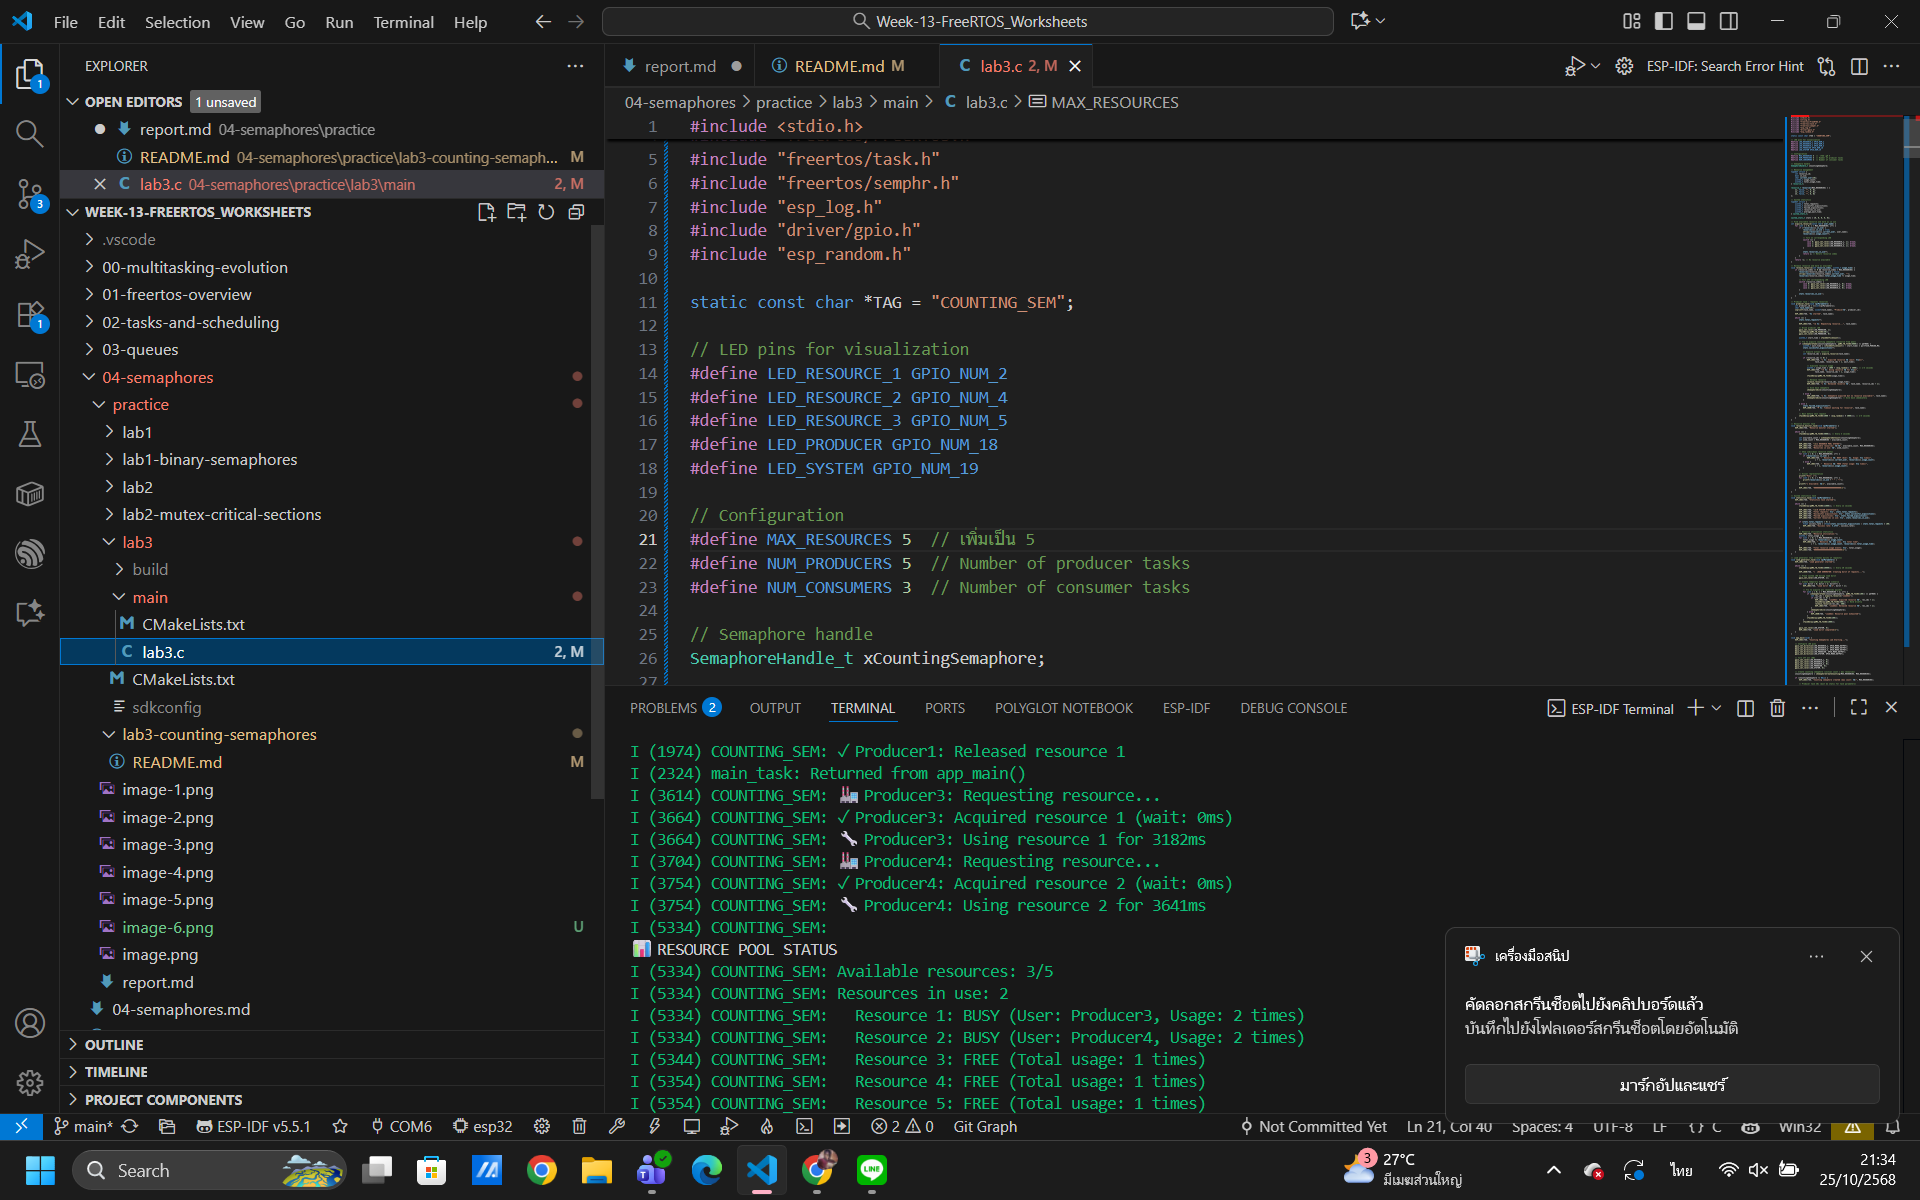 File Edit Selection View Go Run Terminal Help
Week-13-FreeRTOS_Worksheets
EXPLORER
OPEN EDITORS 1 unsaved
report.md 04-semaphores\practice
README.md 04-semaphores\practice\lab3-counting-semaph... M
lab3.c 04-semaphores\practice\lab3\main 2, M
WEEK-13-FREERTOS_WORKSHEETS
.vscode
00-multitasking-evolution
01-freertos-overview
02-tasks-and-scheduling
03-queues
04-semaphores
practice
lab1
lab1-binary-semaphores
lab2
lab2-mutex-critical-sections
lab3
build
main
CMakeLists.txt
lab3.c 2, M
CMakeLists.txt
sdkconfig
lab3-counting-semaphores
README.md M
image-1.png
image-2.png
image-3.png
image-4.png
image-5.png
image-6.png U
image.png
report.md
04-semaphores.md
OUTLINE
TIMELINE
PROJECT COMPONENTS
1
3
1
report.md
README.md M
lab3.c 2, M
ESP-IDF: Search Error Hint
04-semaphores > practice > lab3 > main > C lab3.c > MAX_RESOURCES
1 #include <stdio.h>
5 #include "freertos/task.h"
6 #include "freertos/semphr.h"
7 #include "esp_log.h"
8 #include "driver/gpio.h"
9 #include "esp_random.h"
10
11 static const char *TAG = "COUNTING_SEM";
12
13 // LED pins for visualization
14 #define LED_RESOURCE_1 GPIO_NUM_2
15 #define LED_RESOURCE_2 GPIO_NUM_4
16 #define LED_RESOURCE_3 GPIO_NUM_5
17 #define LED_PRODUCER GPIO_NUM_18
18 #define LED_SYSTEM GPIO_NUM_19
19
20 // Configuration
21 #define MAX_RESOURCES 5 // เพิ่มเป็น 5
22 #define NUM_PRODUCERS 5 // Number of producer tasks
23 #define NUM_CONSUMERS 3 // Number of consumer tasks
24
25 // Semaphore handle
26 SemaphoreHandle_t xCountingSemaphore;
27
PROBLEMS 2 OUTPUT TERMINAL PORTS POLYGLOT NOTEBOOK ESP-IDF DEBUG CONSOLE
ESP-IDF Terminal
I (1974) COUNTING_SEM: ✓ Producer1: Released resource 1
I (2324) main_task: Returned from app_main()
I (3614) COUNTING_SEM: 🏭 Producer3: Requesting resource...
I (3664) COUNTING_SEM: ✓ Producer3: Acquired resource 1 (wait: 0ms)
I (3664) COUNTING_SEM: 🔧 Producer3: Using resource 1 for 3182ms
I (3704) COUNTING_SEM: 🏭 Producer4: Requesting resource...
I (3754) COUNTING_SEM: ✓ Producer4: Acquired resource 2 (wait: 0ms)
I (3754) COUNTING_SEM: 🔧 Producer4: Using resource 2 for 3641ms
I (5334) COUNTING_SEM:
📊 RESOURCE POOL STATUS
I (5334) COUNTING_SEM: Available resources: 3/5
I (5334) COUNTING_SEM: Resources in use: 2
I (5334) COUNTING_SEM:   Resource 1: BUSY (User: Producer3, Usage: 2 times)
I (5334) COUNTING_SEM:   Resource 2: BUSY (User: Producer4, Usage: 2 times)
I (5344) COUNTING_SEM:   Resource 3: FREE (Total usage: 1 times)
I (5354) COUNTING_SEM:   Resource 4: FREE (Total usage: 1 times)
I (5354) COUNTING_SEM:   Resource 5: FREE (Total usage: 1 times)
เครื่องมือสนิป
คัดลอกสกรีนช็อตไปยังคลิปบอร์ดแล้ว
บันทึกไปยังโฟลเดอร์สกรีนช็อตโดยอัตโนมัติ
มาร์กอัปและแชร์
main* ESP-IDF v5.5.1 COM6 esp32 2 0 Git Graph Not Committed Yet Ln 21, Col 40 Spaces: 4 UTF-8 LF {} C Win32
Search
3
27°C
มีเมฆส่วนใหญ่
ไทย
21:34
25/10/2568